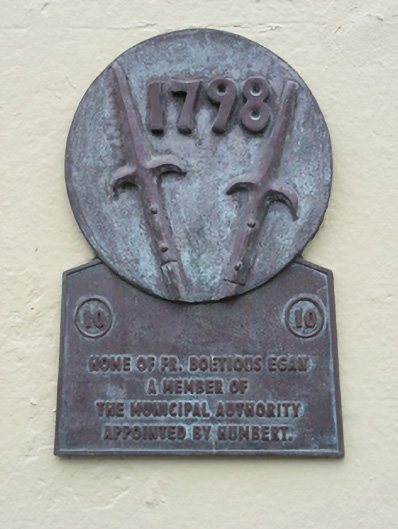 1798
10 10
HOME OF FR. BOETIOUS EGAN
A MEMBER OF
THE MUNICIPAL AUTHORITY
APPOINTED BY HUMBERT.